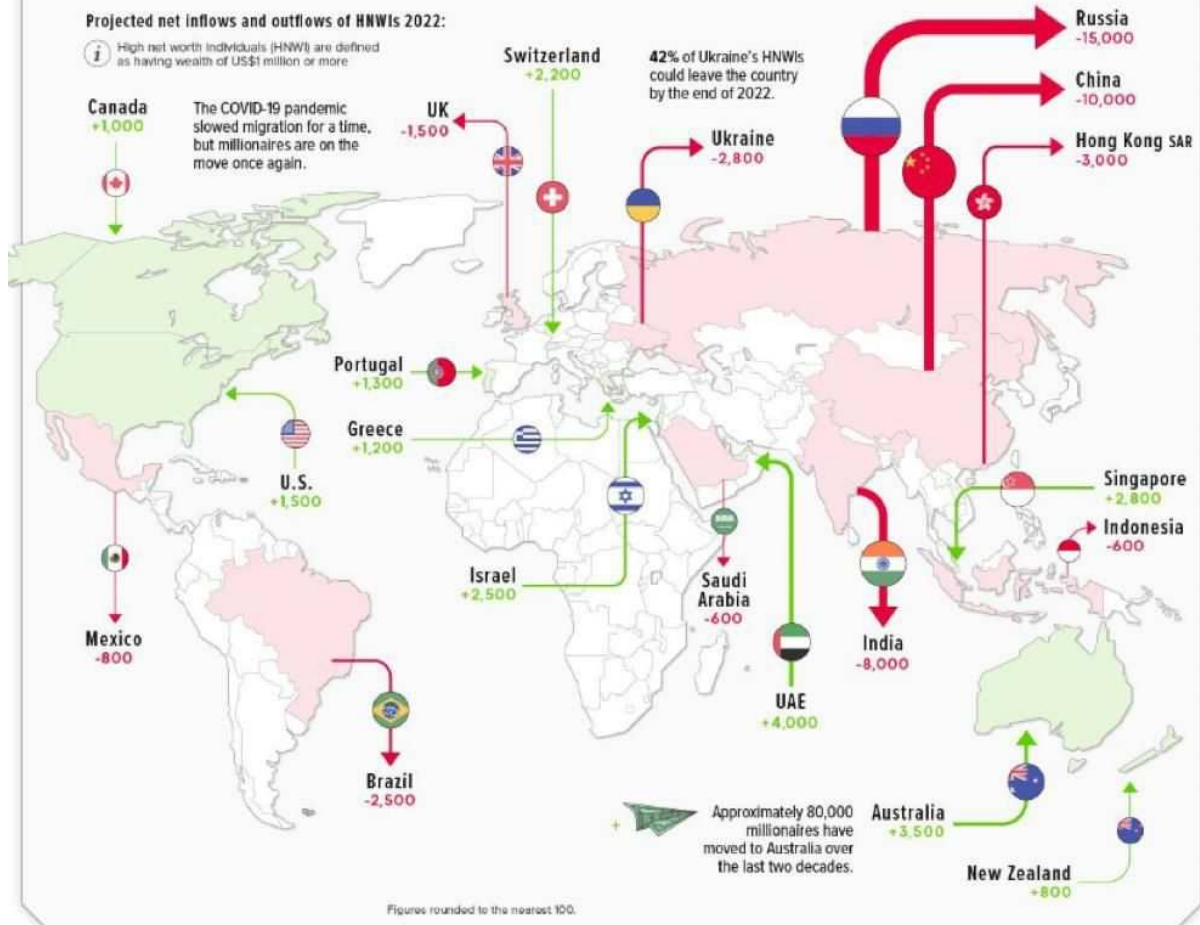 Projected net inflows and outflows of HNWIs 2022:
i
High net worth individuals (HNWI) are defined
as having wealth of US$1 million or more
Canada
+1,000
The COVID-19 pandemic
slowed migration for a time,
but millionaires are on the
move once again.
UK
-1,500
Switzerland
+2,200
42% of Ukraine's HNWIs
could leave the country
by the end of 2022.
Ukraine
-2,800
Russia
-15,000
China
-10,000
Hong Kong SAR
-3,000
Portugal
+1,300
Greece
+1,200
U.S.
+1,500
Israel
+2,500
Mexico
-800
Brazil
-2,500
Saudi
Arabia
-600
UAE
+4,000
India
-8,000
Singapore
+2,800
Indonesia
-600
Approximately 80,000
millionaires have
moved to Australia over
the last two decades.
Australia
+3,500
New Zealand
+800
Figures rounded to the nearest 100.